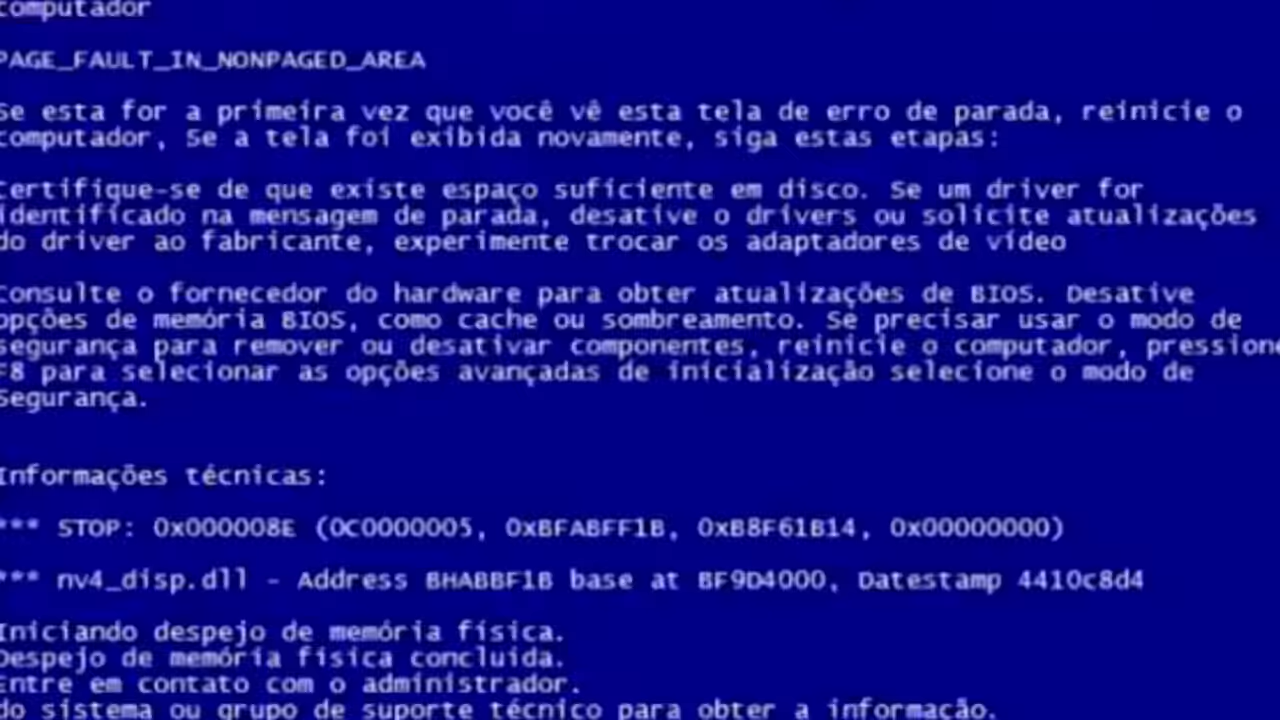 computador
PAGE_FAULT_IN_NONPAGED_AREA
Se esta for a primeira vez que você vê esta tela de erro de parada, reinicie o
computador, Se a tela foi exibida novamente, siga estas etapas:
Certifique-se de que existe espaço suficiente em disco. Se um driver for
identificado na mensagem de parada, desative o drivers ou solicite atualizações
do driver ao fabricante, experimente trocar os adaptadores de vídeo
Consulte o fornecedor do hardware para obter atualizações de BIOS. Desative
opções de memória BIOS, como cache ou sombreamento. Se precisar usar o modo de
segurança para remover ou desativar componentes, reinicie o computador, pressione
F8 para selecionar as opções avançadas de inicialização selecione o modo de
segurança.
Informações técnicas:
*** STOP: 0x000008E (0C0000005, 0xBFABFF1B, 0xB8F61B14, 0x00000000)
*** nv4_disp.dll - Address BHABBF1B base at BF9D4000, Datestamp 4410c8d4
Iniciando despejo de memória física.
Despejo de memória física concluída.
Entre em contato com o administrador.
do sistema ou grupo de suporte técnico para obter a informação.